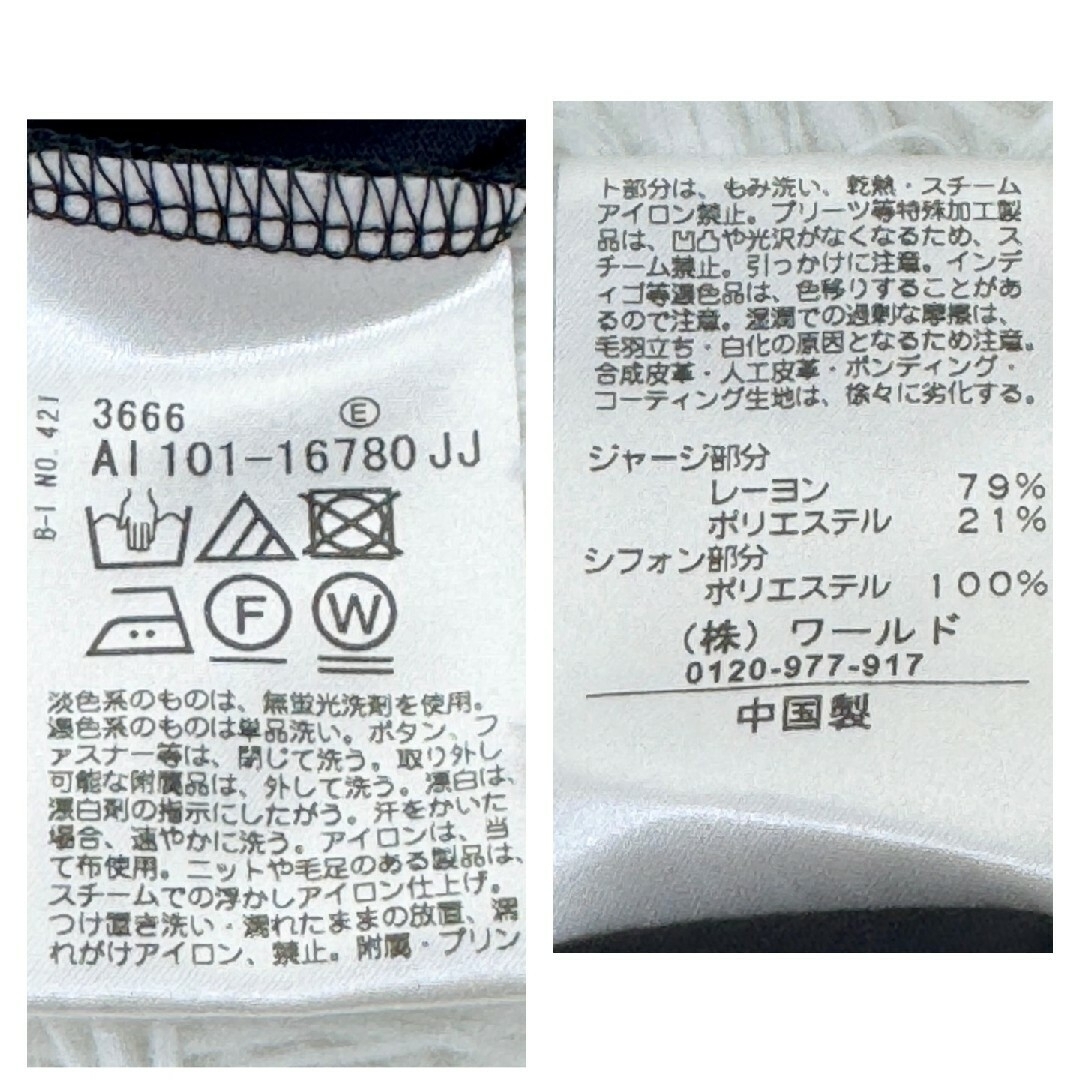 B-1 NO.421
3666 E
AI 101-16780 JJ
F W
淡色系のものは、無蛍光洗剤を使用。
濃色系のものは単品洗い。ボタン、フ
ァスナー等は、閉じて洗う。取り外し
可能な附属品は、外して洗う。漂白は、
漂白剤の指示にしたがう。汗をかいた
場合、速やかに洗う。アイロンは、当
て布使用。ニットや毛足のある製品は、
スチームでの浮かしアイロン仕上げ。
つけ置き洗い・濡れたままの放置、濡
れがけアイロン、禁止。附属・プリン
ト部分は、もみ洗い、乾熱・スチーム
アイロン禁止。プリーツ等特殊加工製
品は、凹凸や光沢がなくなるため、ス
チーム禁止。引っかけに注意。インデ
ィゴ等濃色品は、色移りすることがあ
るので注意。湿潤での過剰な摩擦は、
毛羽立ち・白化の原因となるため注意。
合成皮革・人工皮革・ボンディング・
コーティング生地は、徐々に劣化する。
ジャージ部分
レーヨン 79%
ポリエステル 21%
シフォン部分
ポリエステル 100%
(株) ワールド
0120-977-917
中国製